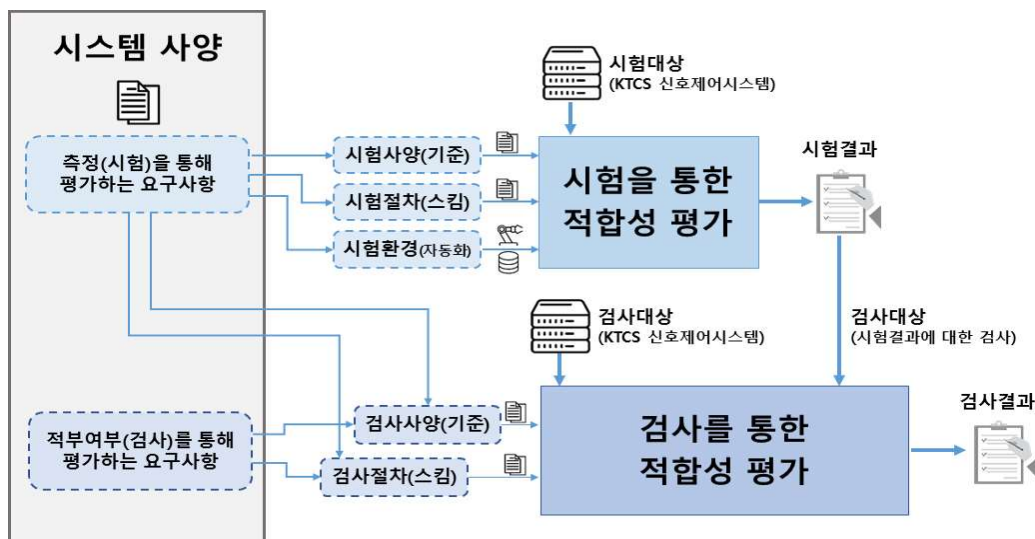 시스템 사양
측정(시험)을 통해
평가하는 요구사항
적부여부(검사)를 통해
평가하는 요구사항
시험사양(기준)
시험절차(스킴)
시험환경(자동화)
시험대상
(KTCS 신호제어시스템)
시험을 통한
적합성 평가
시험결과
검사대상
(KTCS 신호제어시스템)
검사대상
(시험결과에 대한 검사)
검사사양(기준)
검사절차(스킴)
검사를 통한
적합성 평가
검사결과